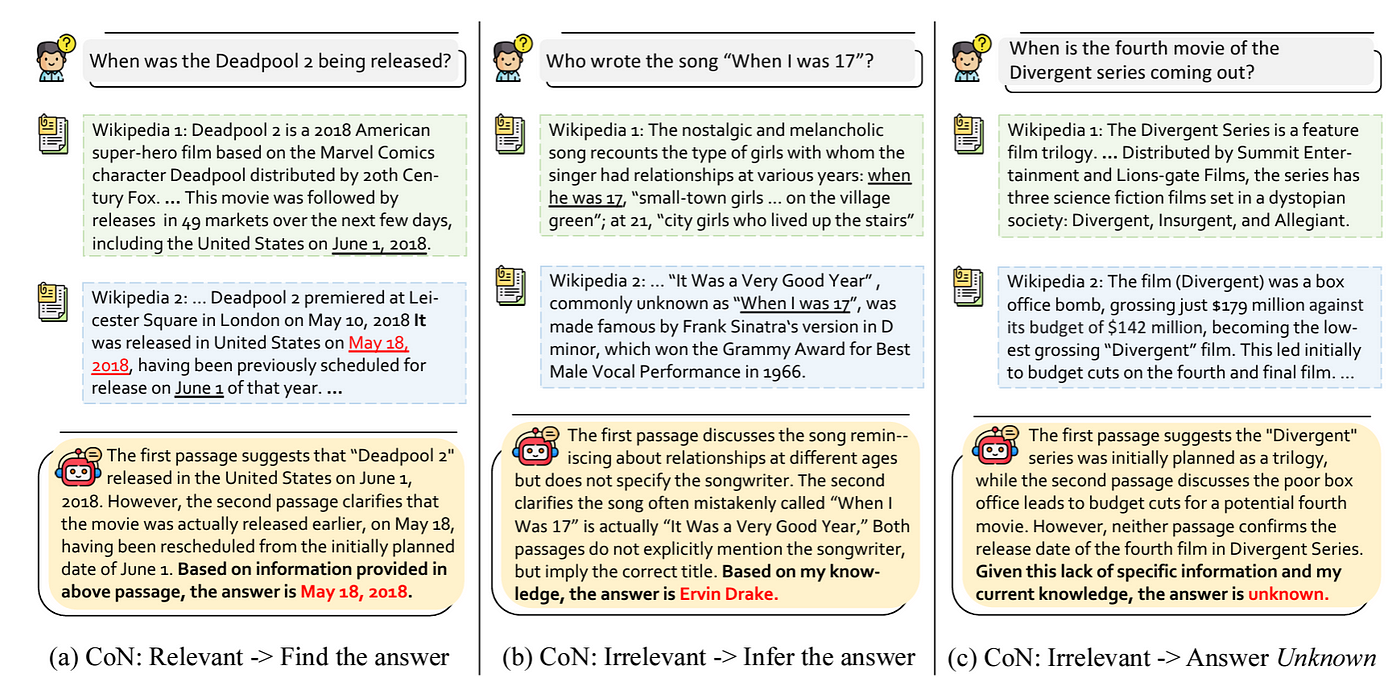 When was the Deadpool 2 being released?
Wikipedia 1: Deadpool 2 is a 2018 American
super-hero film based on the Marvel Comics
character Deadpool distributed by 20th Cen-
tury Fox. ... This movie was followed by
releases in 49 markets over the next few days,
including the United States on June 1, 2018.
Wikipedia 2: ... Deadpool 2 premiered at Lei-
cester Square in London on May 10, 2018 It
was released in United States on May 18,
2018, having been previously scheduled for
release on June 1 of that year. ...
The first passage suggests that “Deadpool 2"
released in the United States on June 1,
2018. However, the second passage clarifies that
the movie was actually released earlier, on May 18,
having been rescheduled from the initially planned
date of June 1. Based on information provided in
above passage, the answer is May 18, 2018.
(a) CoN: Relevant -> Find the answer
Who wrote the song “When I was 17”?
Wikipedia 1: The nostalgic and melancholic
song recounts the type of girls with whom the
singer had relationships at various years: when
he was 17, “small-town girls ... on the village
green”; at 21, “city girls who lived up the stairs”
Wikipedia 2: ... “It Was a Very Good Year” ,
commonly unknown as “When I was 17”, was
made famous by Frank Sinatra‘s version in D
minor, which won the Grammy Award for Best
Male Vocal Performance in 1966.
The first passage discusses the song remin--
iscing about relationships at different ages
but does not specify the songwriter. The second
clarifies the song often mistakenly called “When I
Was 17” is actually “It Was a Very Good Year,” Both
passages do not explicitly mention the songwriter,
but imply the correct title. Based on my know-
ledge, the answer is Ervin Drake.
(b) CoN: Irrelevant -> Infer the answer
When is the fourth movie of the
Divergent series coming out?
Wikipedia 1: The Divergent Series is a feature
film trilogy. ... Distributed by Summit Enter-
tainment and Lions-gate Films, the series has
three science fiction films set in a dystopian
society: Divergent, Insurgent, and Allegiant.
Wikipedia 2: The film (Divergent) was a box
office bomb, grossing just $179 million against
its budget of $142 million, becoming the low-
est grossing “Divergent” film. This led initially
to budget cuts on the fourth and final film. ...
The first passage suggests the "Divergent"
series was initially planned as a trilogy,
while the second passage discusses the poor box
office leads to budget cuts for a potential fourth
movie. However, neither passage confirms the
release date of the fourth film in Divergent Series.
Given this lack of specific information and my
current knowledge, the answer is unknown.
(c) CoN: Irrelevant -> Answer Unknown